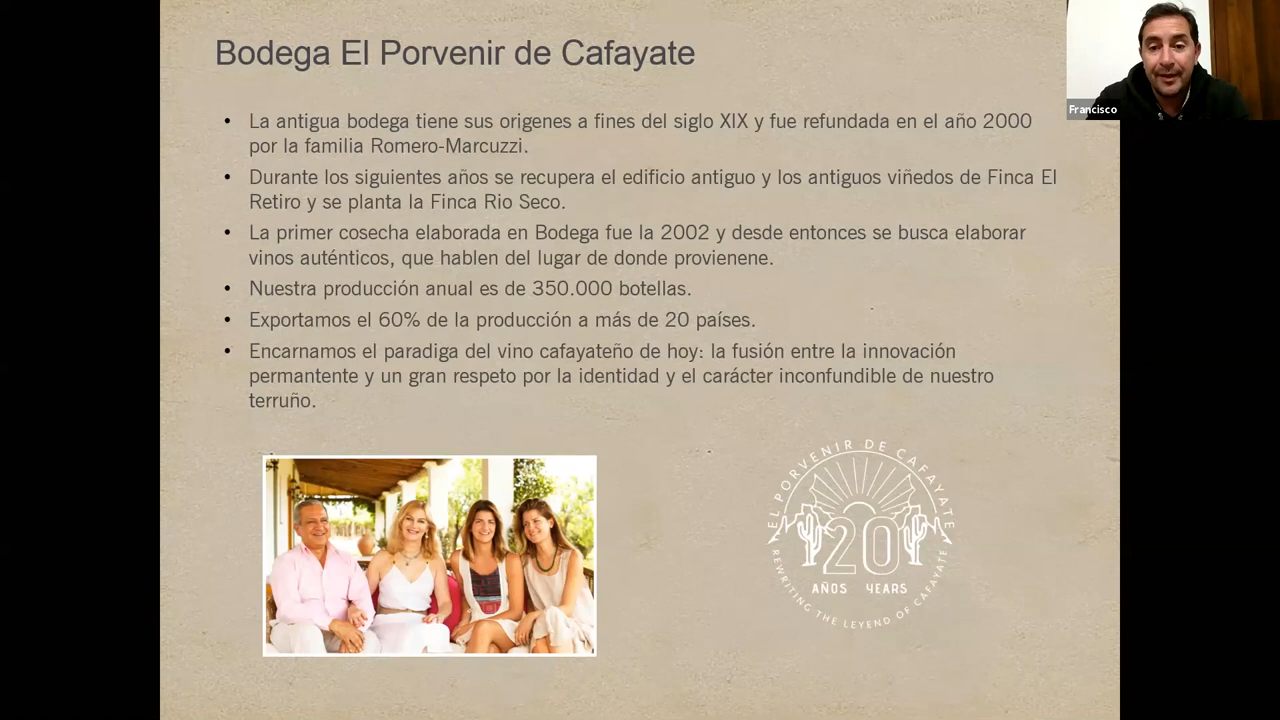 Bodega El Porvenir de Cafayate
Francisco
• La antigua bodega tiene sus origenes a fines del siglo XIX y fue refundada en el año 2000
por la familia Romero-Marcuzzi.
• Durante los siguientes años se recupera el edificio antiguo y los antiguos viñedos de Finca El
Retiro y se planta la Finca Rio Seco.
• La primer cosecha elaborada en Bodega fue la 2002 y desde entonces se busca elaborar
vinos auténticos, que hablen del lugar de donde provienene.
• Nuestra producción anual es de 350.000 botellas.
• Exportamos el 60% de la producción a más de 20 países.
• Encarnamos el paradiga del vino cafayateño de hoy: la fusión entre la innovación
permantente y un gran respeto por la identidad y el carácter inconfundible de nuestro
terruño.
EL PORVENIR DE CAFAYATE
20
AÑOS YEARS
REWRITING THE LEYEND OF CAFAYATE